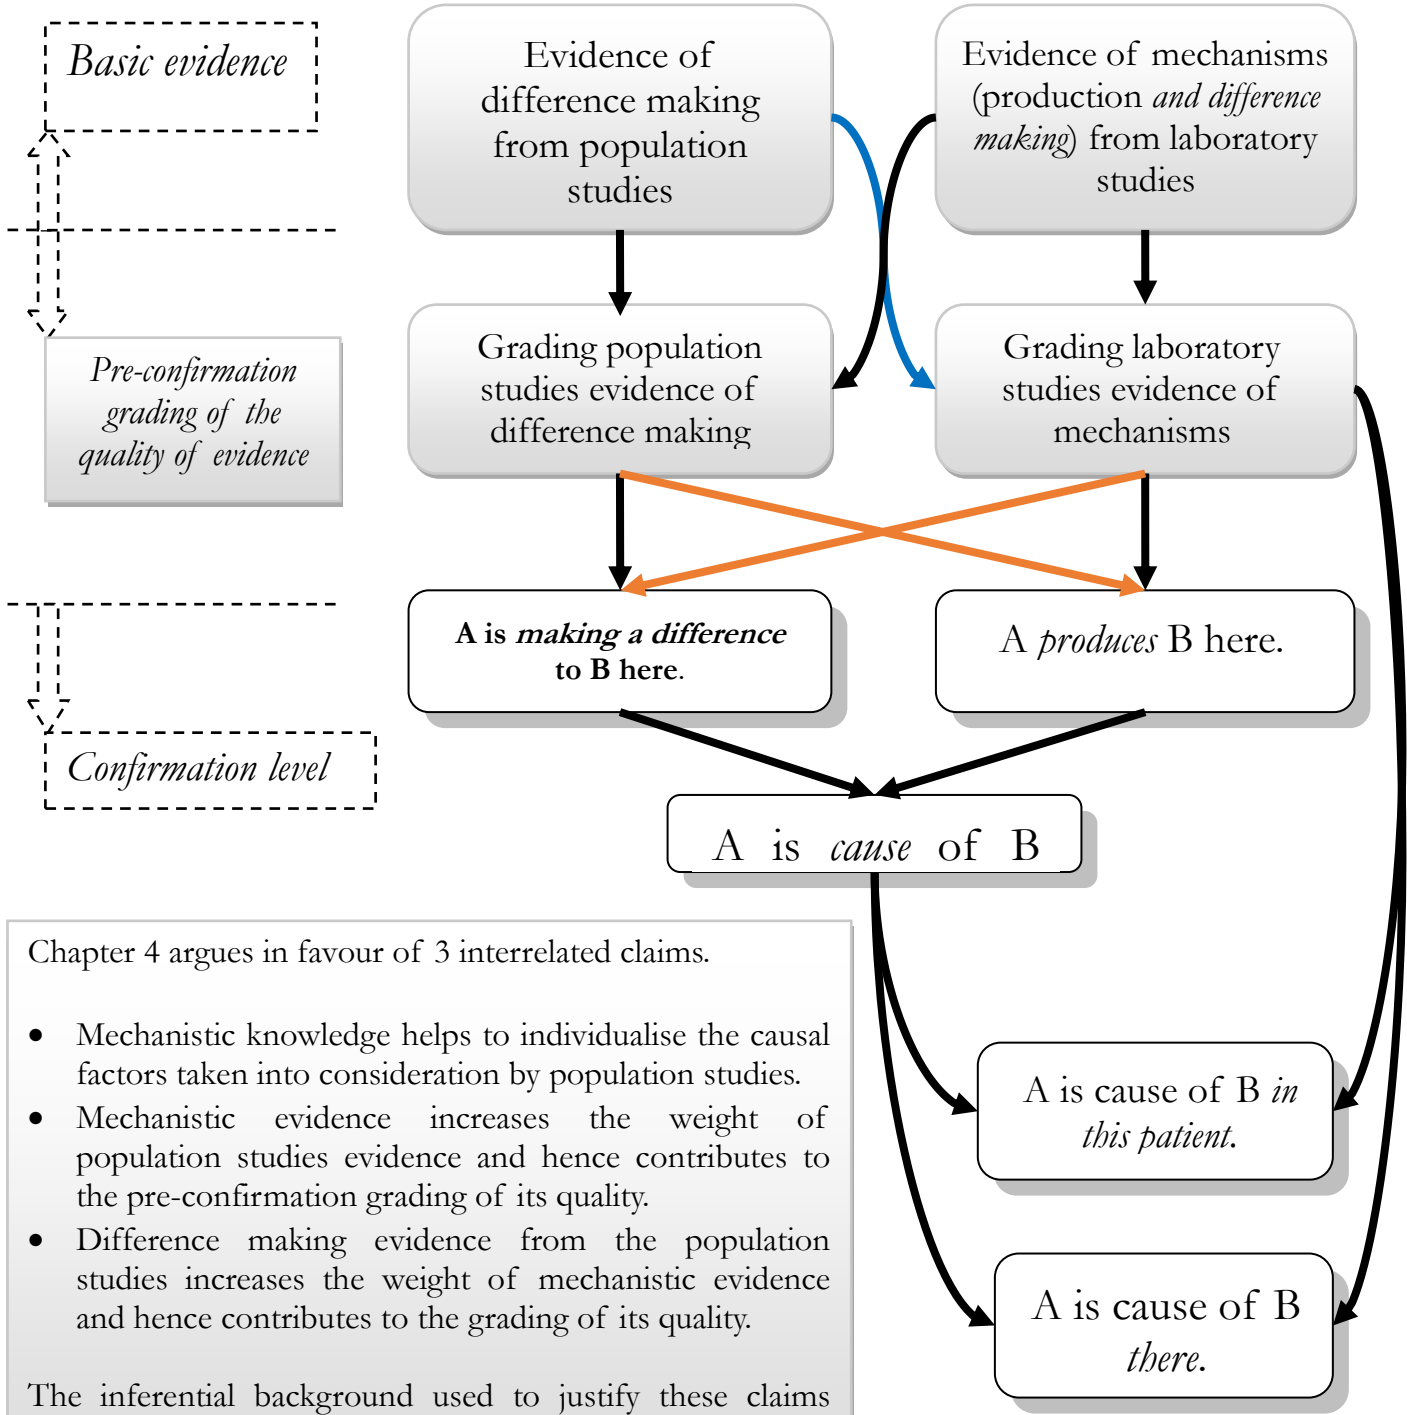 Basic evidence
Evidence of
difference making
from population
studies
Evidence of mechanisms
(production and difference
making) from laboratory
studies
Pre-confirmation
grading of the
quality of evidence
Grading population
studies evidence of
difference making
Grading laboratory
studies evidence of
mechanisms
A is making a difference
to B here.
A produces B here.
Confirmation level
A is cause of B
Chapter 4 argues in favour of 3 interrelated claims.
• Mechanistic knowledge helps to individualise the causal
factors taken into consideration by population studies.
• Mechanistic evidence increases the weight of
population studies evidence and hence contributes to
the pre-confirmation grading of its quality.
• Difference making evidence from the population
studies increases the weight of mechanistic evidence
and hence contributes to the grading of its quality.
The inferential background used to justify these claims
A is cause of B in
this patient.
A is cause of B
there.